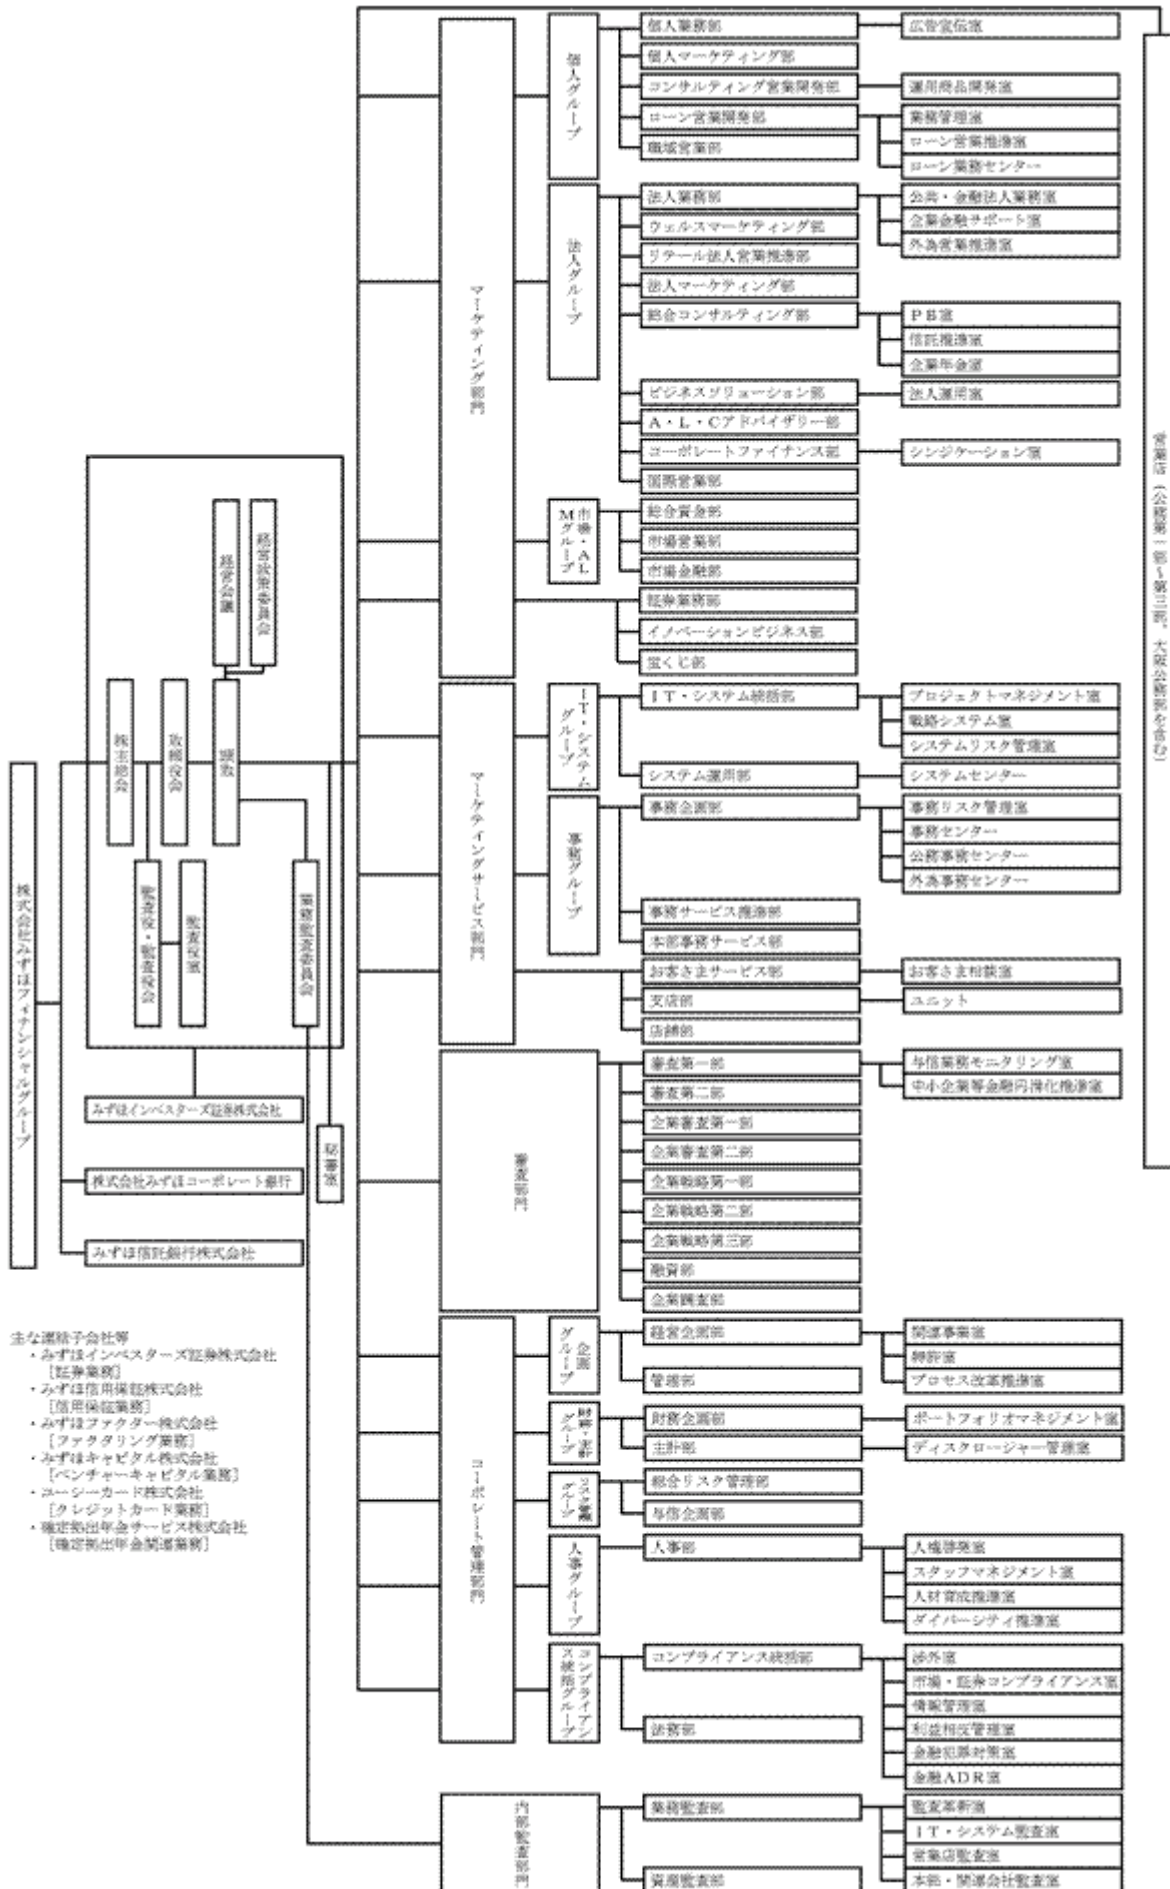 株式会社みずほフィナンシャルグループ
株主総会
取締役会
頭取
経営会議
経営政策委員会
監査役・監査役会
監査役室
業務監査委員会
みずほインベスターズ証券株式会社
株式会社みずほコーポレート銀行
みずほ信託銀行株式会社
秘書室
主な連結子会社等
・みずほインベスターズ証券株式会社
［証券業務］
・みずほ信用保証株式会社
［信用保証業務］
・みずほファクター株式会社
［ファクタリング業務］
・みずほキャピタル株式会社
［ベンチャーキャピタル業務］
・ユーシーカード株式会社
［クレジットカード業務］
・確定拠出年金サービス株式会社
［確定拠出年金関連業務］
マーケティング部門
個人グループ
個人業務部
広告宣伝室
個人マーケティング部
コンサルティング営業開発部
運用商品開発室
ローン営業開発部
業務管理室
ローン営業推進室
ローン業務センター
職域営業部
法人グループ
法人業務部
公共・金融法人業務室
企業金融サポート室
外為営業推進室
ウェルスマーケティング部
リテール法人営業推進部
法人マーケティング部
総合コンサルティング部
ＰＢ室
信託推進室
企業年金室
ビジネスソリューション部
法人運用室
Ａ・Ｌ・Ｃアドバイザリー部
コーポレートファイナンス部
シンジケーション室
国際営業部
市場・ＡＬ
Ｍグループ
総合資金部
市場営業部
市場金融部
証券業務部
イノベーションビジネス部
宝くじ部
マーケティングサービス部門
ＩＴ・システム
グループ
ＩＴ・システム統括部
プロジェクトマネジメント室
戦略システム室
システムリスク管理室
システム運用部
システムセンター
事務グループ
事務企画部
事務リスク管理室
事務センター
公務事務センター
外為事務センター
事務サービス推進部
本部事務サービス部
お客さまサービス部
お客さま相談室
支店部
ユニット
店舗部
審査部門
審査第一部
与信業務モニタリング室
中小企業等金融円滑化推進室
審査第二部
企業審査第一部
企業審査第二部
企業戦略第一部
企業戦略第二部
企業戦略第三部
融資部
企業調査部
コーポレート管理部門
企画
グループ
経営企画部
関連事業室
特許室
プロセス改革推進室
管理部
財務・主計
グループ
財務企画部
ポートフォリオマネジメント室
主計部
ディスクロージャー管理室
リスク管理
グループ
総合リスク管理部
与信企画部
人事グループ
人事部
人権啓発室
スタッフマネジメント室
人材育成推進室
ダイバーシティ推進室
コンプライアン
ス統括グループ
コンプライアンス統括部
渉外室
市場・証券コンプライアンス室
情報管理室
利益相反管理室
金融犯罪対策室
金融ＡＤＲ室
法務部
内部監査部門
業務監査部
監査革新室
ＩＴ・システム監査室
営業店監査室
本部・関連会社監査室
資産監査部
営業店（公務第一部～第三部、大阪公務部を含む）